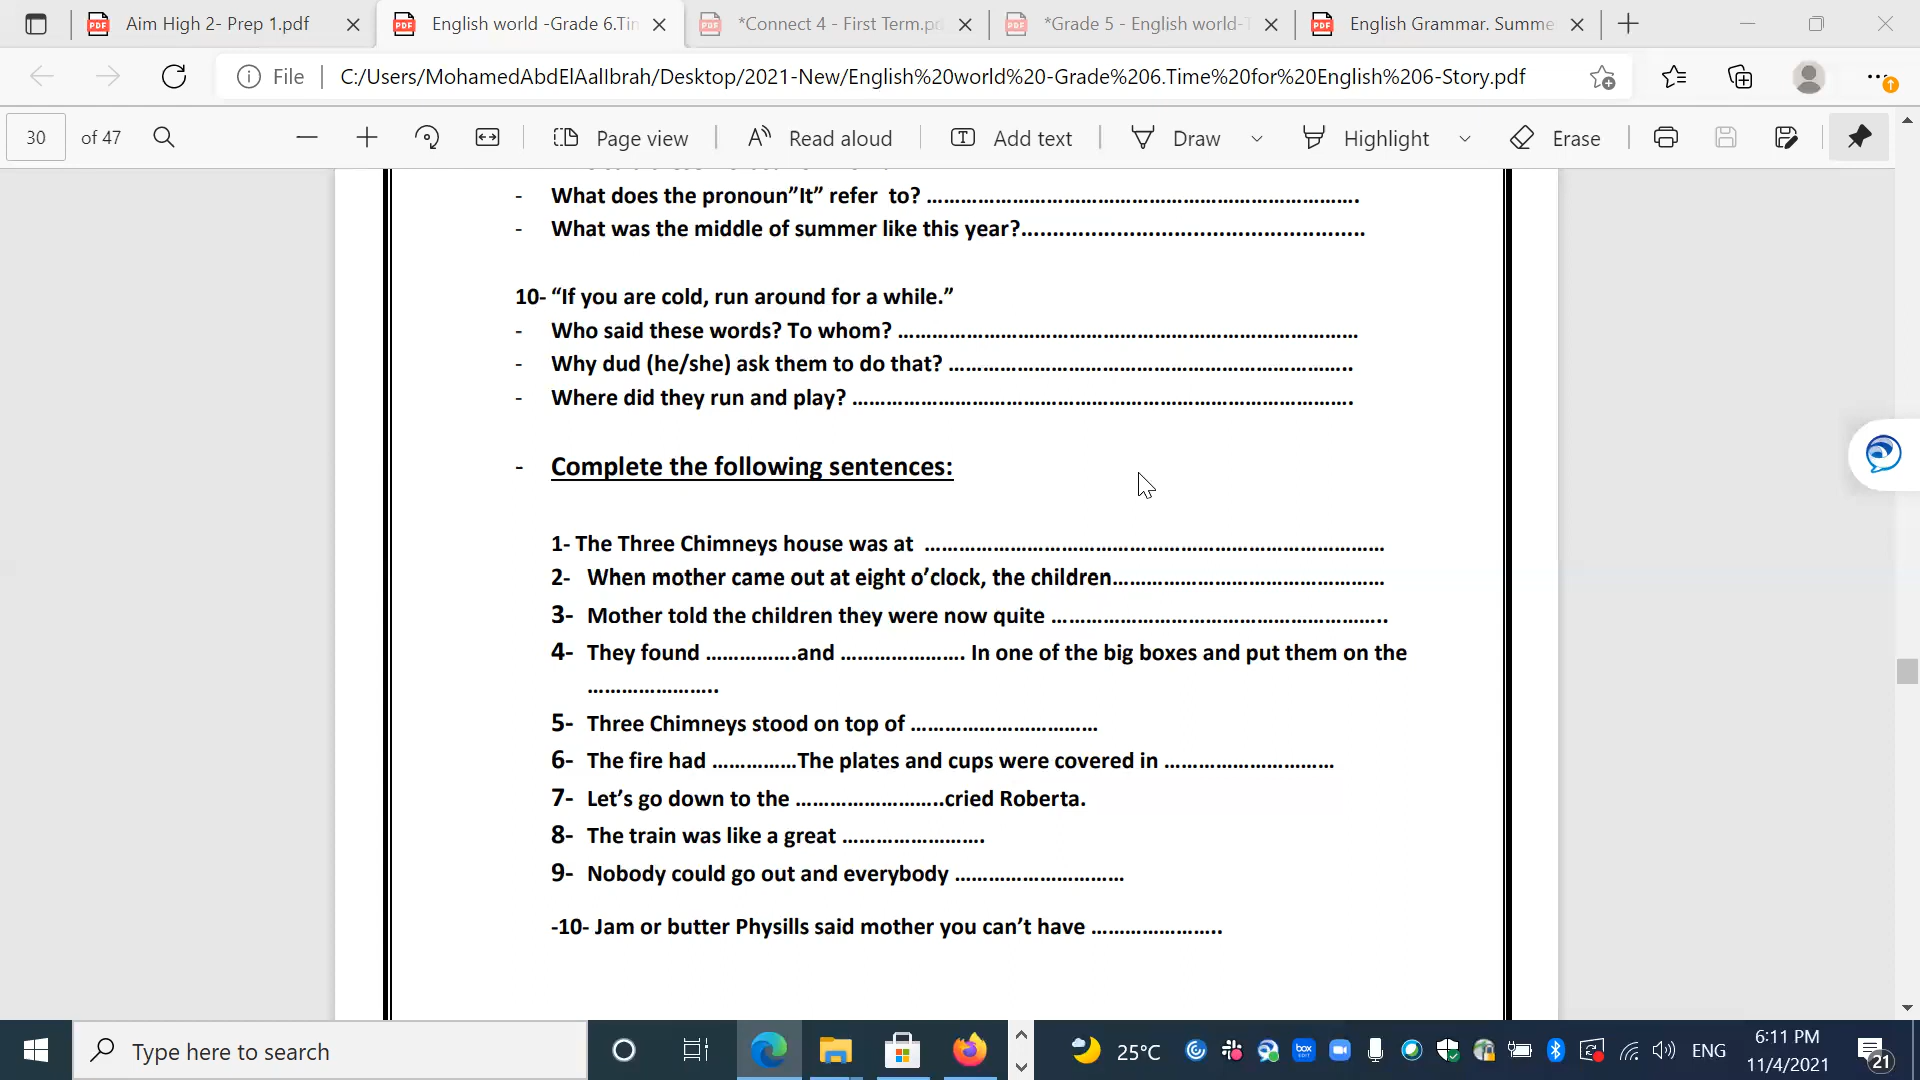 Aim High 2- Prep 1.pdf
English world -Grade 6.Tin
*Connect 4 - First Term.pd
*Grade 5 - English world-T
English Grammar. Summe
File
C:/Users/MohamedAbdElAalIbrah/Desktop/2021-New/English%20world%20-Grade%206.Time%20for%20English%206-Story.pdf
30 of 47
Page view
Read aloud
Add text
Draw
Highlight
Erase
- What does the pronoun”It” refer to? ……………………………………………………………….
- What was the middle of summer like this year?.....................................................
10- “If you are cold, run around for a while.”
- Who said these words? To whom? ……………………………………………………………………
- Why dud (he/she) ask them to do that? …………………………………………………………..
- Where did they run and play? ………………………………………………………………………….
- Complete the following sentences:
1- The Three Chimneys house was at ……………………………………………………………………
2- When mother came out at eight o’clock, the children………………………………………
3- Mother told the children they were now quite ………………………………………………..
4- They found …………….and …………………. In one of the big boxes and put them on the
…………………..
5- Three Chimneys stood on top of ……………………………
6- The fire had ……………The plates and cups were covered in …………………………
7- Let’s go down to the ……………………..cried Roberta.
8- The train was like a great …………………….
9- Nobody could go out and everybody …………………………
-10- Jam or butter Physills said mother you can’t have …………………..
Type here to search
25°C
ENG
6:11 PM
11/4/2021
21